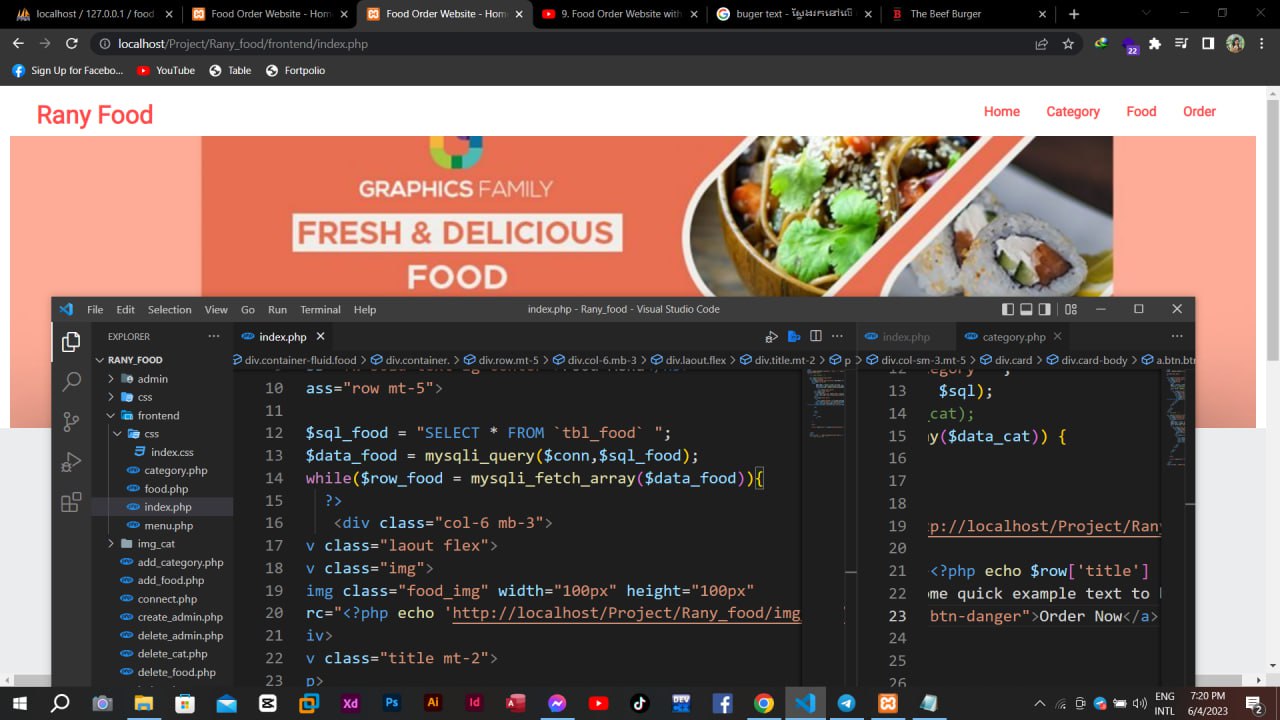 localhost / 127.0.0.1 / food
Food Order Website - Hom
Food Order Website - Hom
9. Food Order Website with
buger text - ស្វែងរកនៅលើ
The Beef Burger
localhost/Project/Rany_food/frontend/index.php
22
Sign Up for Facebo...
YouTube
Table
Fortpolio
Rany Food
Home
Category
Food
Order
GRAPHICS FAMILY
FRESH & DELICIOUS
FOOD
File Edit Selection View Go Run Terminal Help
index.php - Rany_food - Visual Studio Code
EXPLORER
index.php
index.php
category.php
RANY_FOOD
div.container-fluid.food > div.container. > div.row.mt-5 > div.col-6.mb-3 > div.laout.flex > div.title.mt-2 > p
div.col-sm-3.mt-5 > div.card > div.card-body > a.btn.btn
admin
css
frontend
css
index.css
category.php
food.php
index.php
menu.php
img_cat
add_category.php
add_food.php
connect.php
create_admin.php
delete_admin.php
delete_cat.php
delete_food.php
10 ass="row mt-5">
11
12 $sql_food = "SELECT * FROM `tbl_food` ";
13 $data_food = mysqli_query($conn,$sql_food);
14 while($row_food = mysqli_fetch_array($data_food)){
15 ?>
16 <div class="col-6 mb-3">
17 v class="laout flex">
18 v class="img">
19 img class="food_img" width="100px" height="100px"
20 rc="<?php echo 'http://localhost/Project/Rany_food/img
21 iv>
22 v class="title mt-2">
23 p>
12 egory
13 $sql);
14 cat);
15 y($data_cat)) {
16
17
18
19 p://localhost/Project/Ran
20
21 <?php echo $row['title']
22 ome quick example text to
23 btn-danger">Order Now</a>
24
25
26
Xd
Ps
Ai
Id
ENG
INTL
7:20 PM
6/4/2023
2